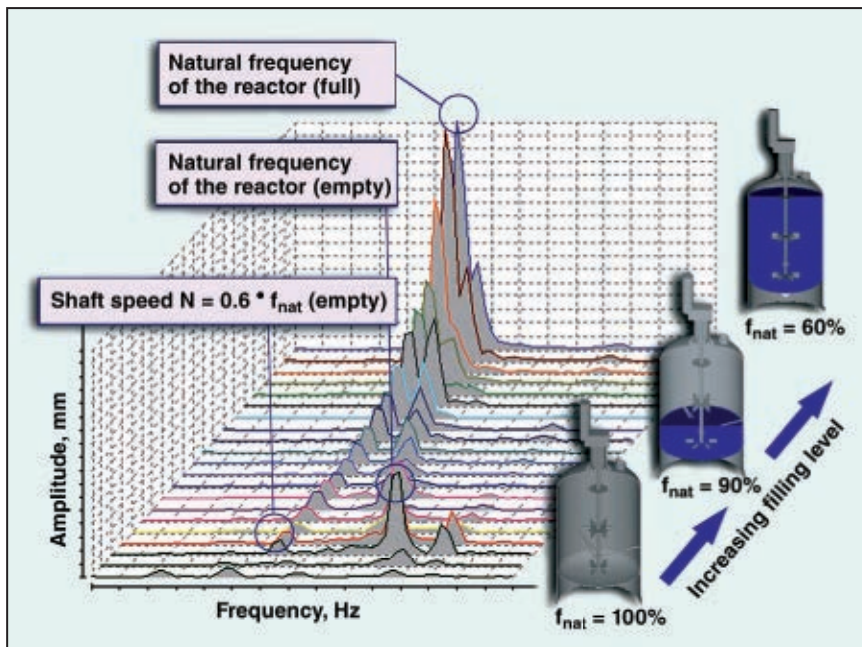 Natural frequency
of the reactor (full)
Natural frequency
of the reactor (empty)
Shaft speed N = 0.6 • fnat (empty)
Amplitude, mm
Frequency, Hz
fnat = 60%
fnat = 90%
fnat = 100%
Increasing filling level